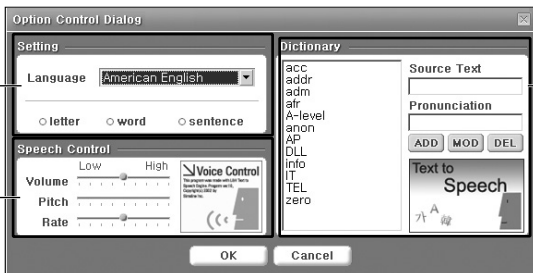 Option Control Dialog
Setting
Language American English
letter word sentence
Speech Control
Low High
Volume
Pitch
Rate
Voice Control
Dictionary
acc
addr
adm
afr
A-level
anon
AP
DLL
info
IT
TEL
zero
Source Text
Pronunciation
ADD MOD DEL
Text to
Speech
A
OK Cancel